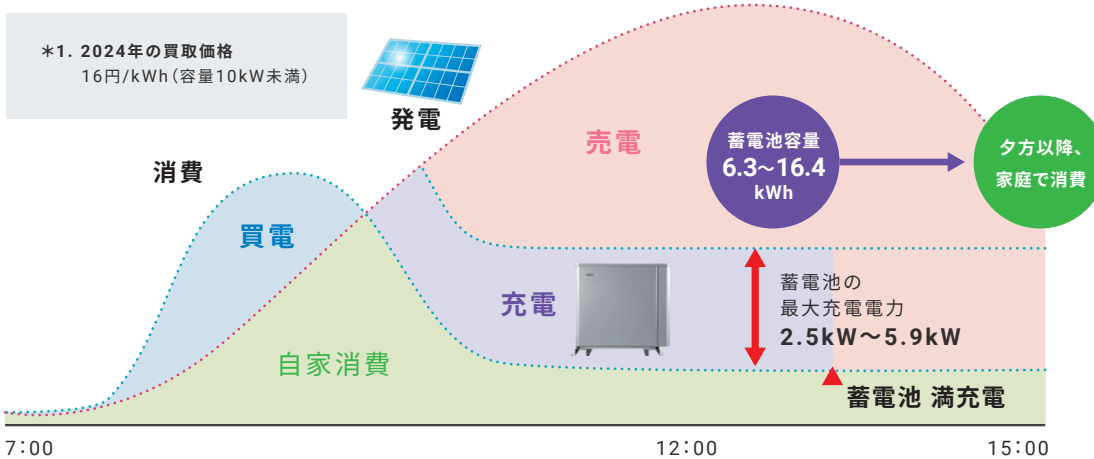 *1. 2024年の買取価格
16円/kWh（容量10kW未満）
発電
消費
売電
蓄電池容量
6.3〜16.4
kWh
夕方以降、
家庭で消費
買電
充電
蓄電池の
最大充電電力
2.5kW〜5.9kW
自家消費
蓄電池 満充電
7:00
12:00
15:00